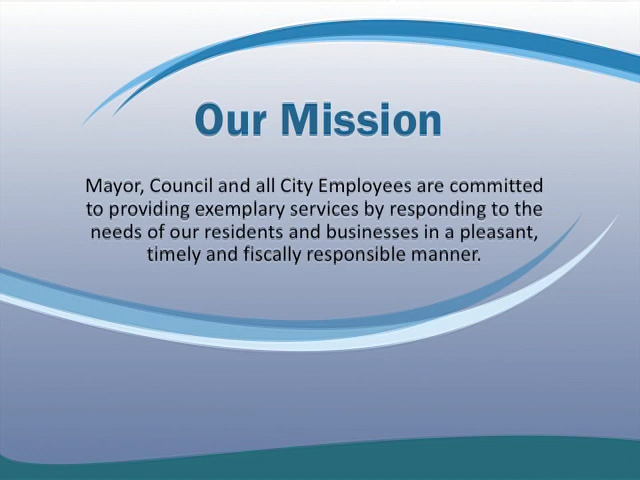 Our Mission
Mayor, Council and all City Employees are committed
to providing exemplary services by responding to the
needs of our residents and businesses in a pleasant,
timely and fiscally responsible manner.